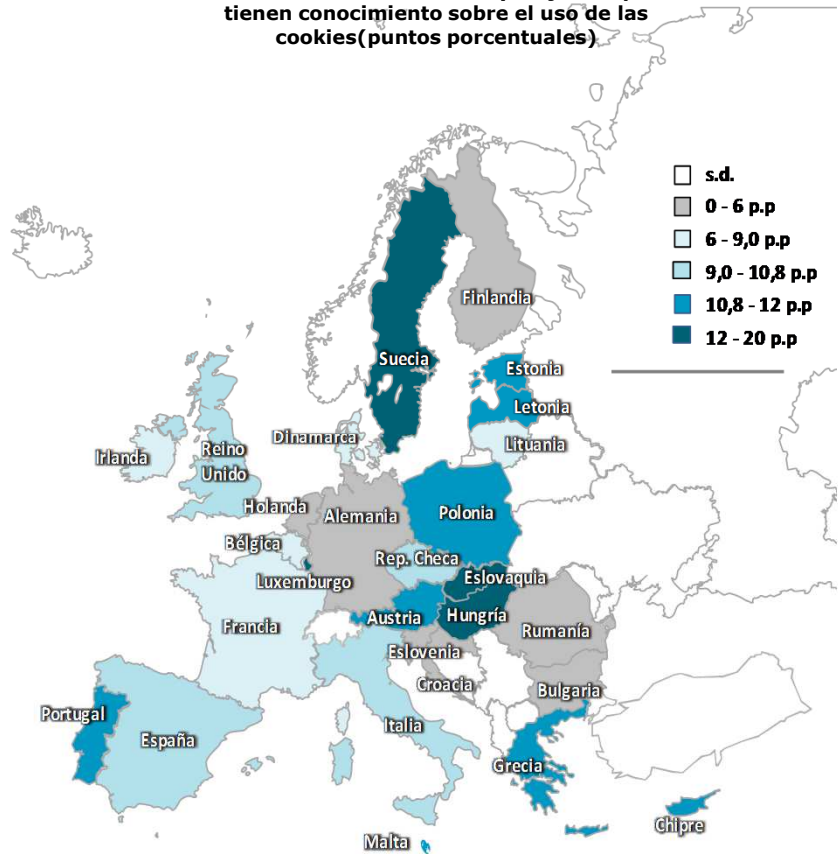 tienen conocimiento sobre el uso de las
cookies(puntos porcentuales)
s.d.
0 - 6 p.p
6 - 9,0 p.p
9,0 - 10,8 p.p
10,8 - 12 p.p
12 - 20 p.p
Finlandia
Suecia
Estonia
Letonia
Dinamarca
Lituania
Irlanda
Reino
Unido
Holanda
Alemania
Polonia
Bélgica
Rep. Checa
Luxemburgo
Eslovaquia
Austria
Hungría
Francia
Rumanía
Eslovenia
Croacia
Bulgaria
Portugal
España
Italia
Grecia
Malta
Chipre